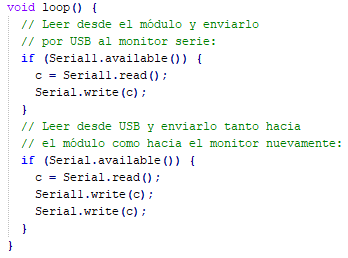 void loop() {
// Leer desde el módulo y enviarlo
// por USB al monitor serie:
if (Serial1.available()) {
c = Serial1.read();
Serial.write(c);
}
// Leer desde USB y enviarlo tanto hacia
// el módulo como hacia el monitor nuevamente:
if (Serial.available()) {
c = Serial.read();
Serial1.write(c);
Serial.write(c);
}
}